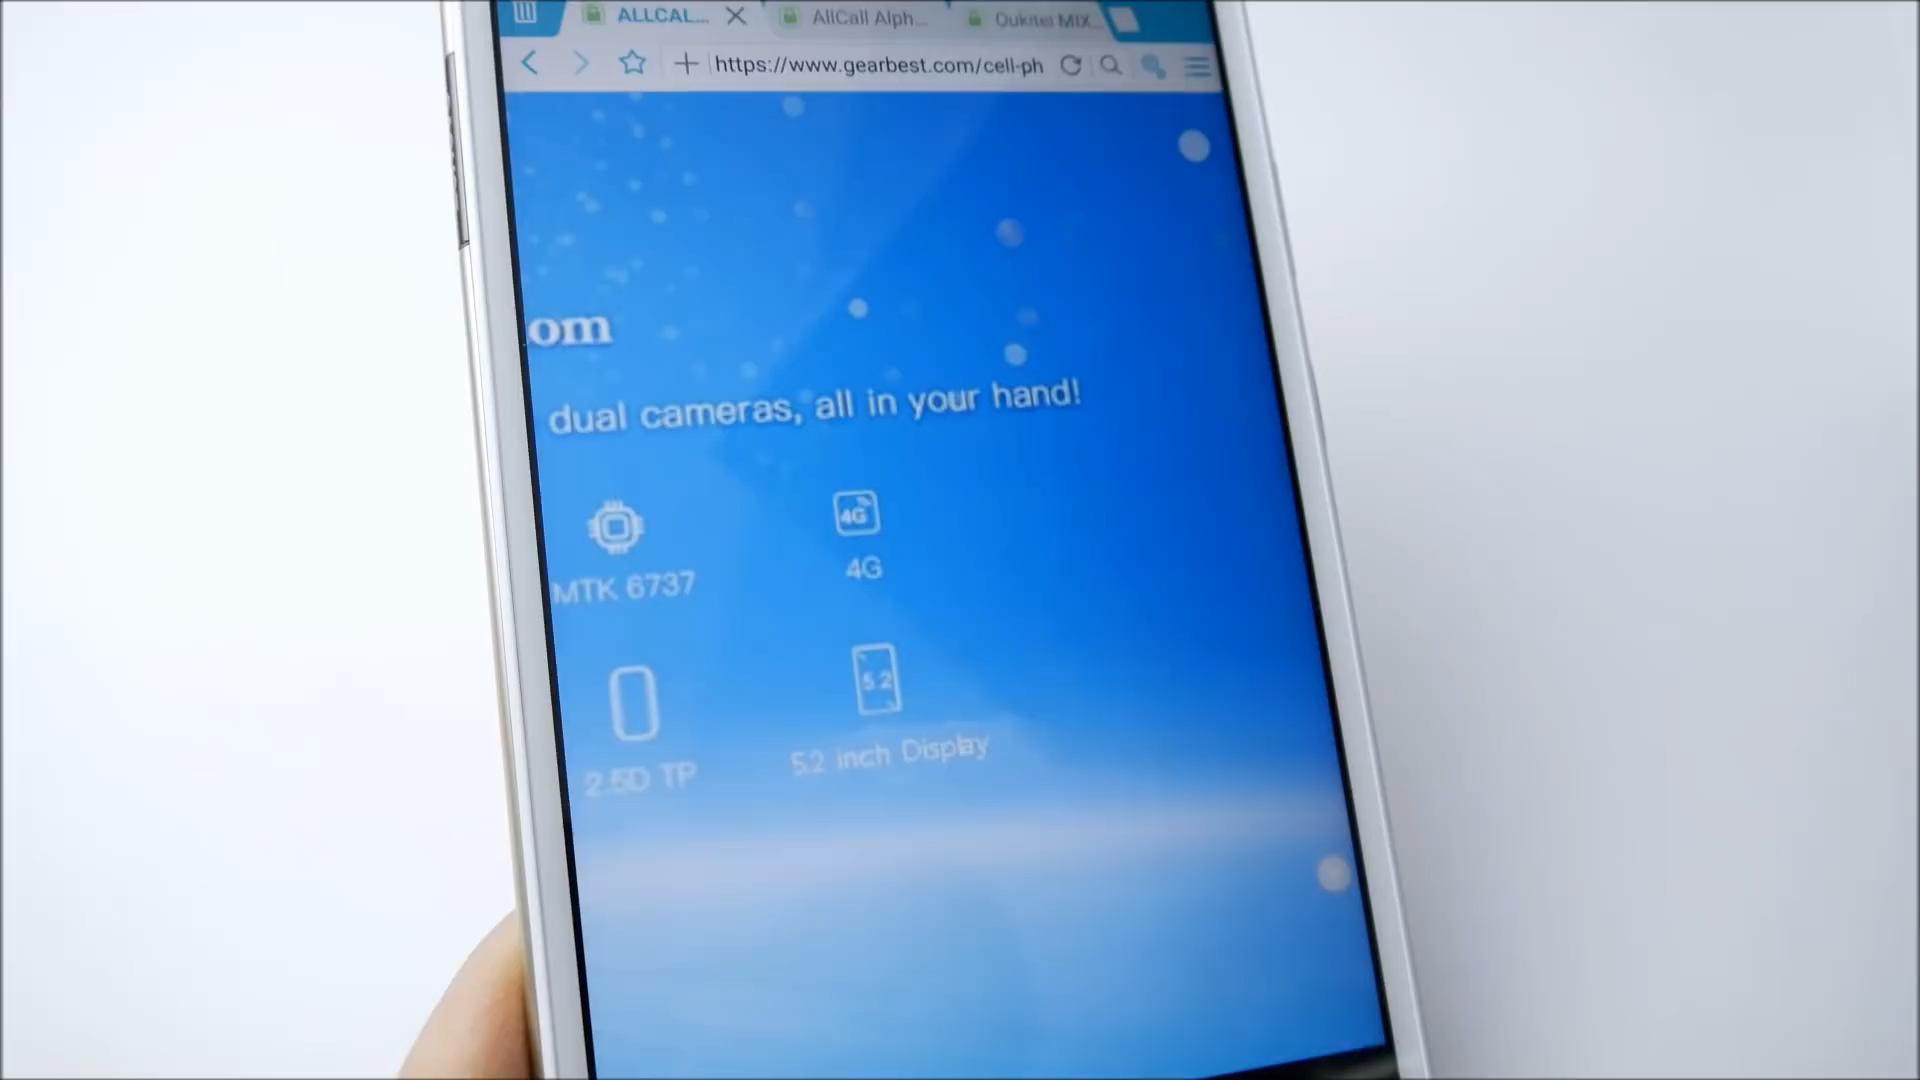 ALLCAL...
AllCall Alph...
Oukitel MIX...
https://www.gearbest.com/cell-ph
om
dual cameras, all in your hand!
4G
MTK 6737
4G
5.2
2.5D TP
5.2 inch Display